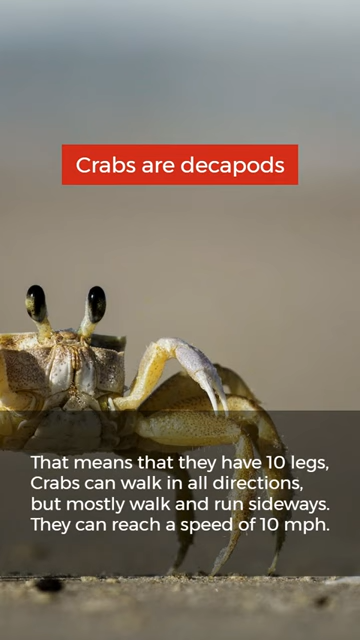 Crabs are decapods
That means that they have 10 legs,
Crabs can walk in all directions,
but mostly walk and run sideways.
They can reach a speed of 10 mph.